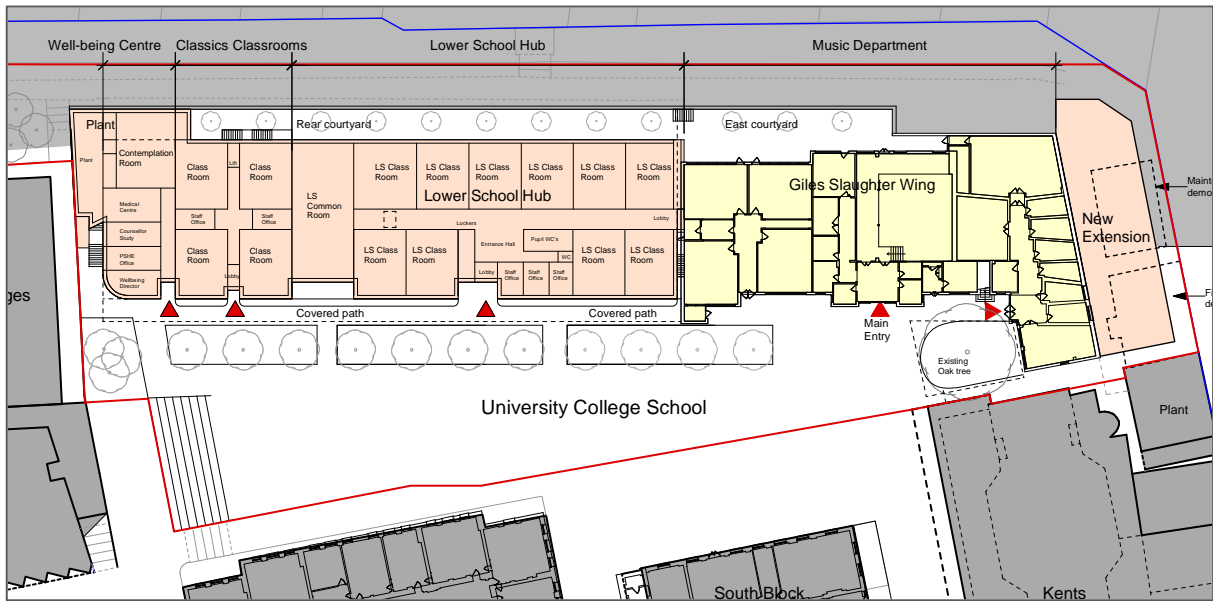 Well-being Centre
Classics Classrooms
Lower School Hub
Music Department
Plant
Rear courtyard
East courtyard
Plant
Contemplation
Room
Class
Room
Lift
Class
Room
LS
Common
Room
LS Class
Room
LS Class
Room
LS Class
Room
LS Class
Room
LS Class
Room
LS Class
Room
Lower School Hub
Giles Slaughter Wing
Medical
Centre
Staff
Office
Staff
Office
Lockers
Lobby
Counsellor
Study
PSHE
Office
Wellbeing
Director
Class
Room
Lobby
Class
Room
LS Class
Room
LS Class
Room
Entrance Hall
Pupil WC's
WC
Lobby
Staff
Office
Staff
Office
Staff
Office
LS Class
Room
LS Class
Room
New
Extension
Covered path
Covered path
Main
Entry
Existing
Oak tree
University College School
Plant
South Block
Kents